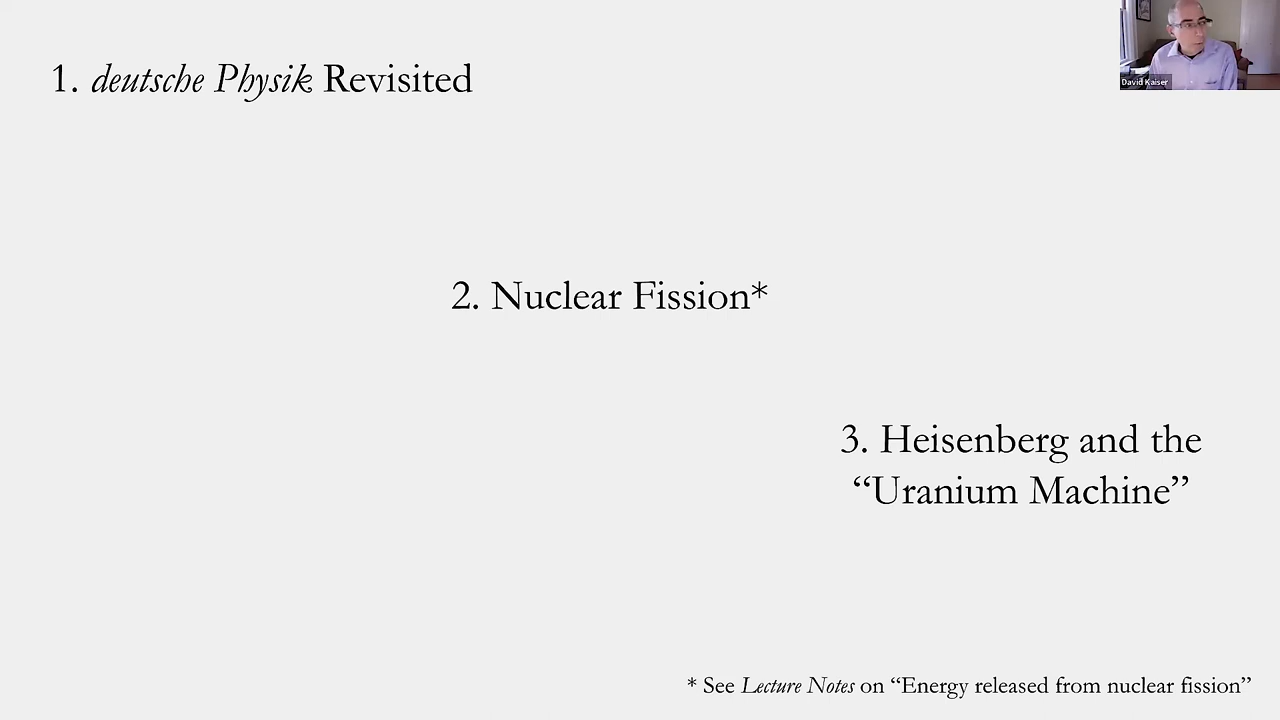 1. deutsche Physik Revisited
David Kaiser
2. Nuclear Fission*
3. Heisenberg and the
“Uranium Machine”
* See Lecture Notes on “Energy released from nuclear fission”